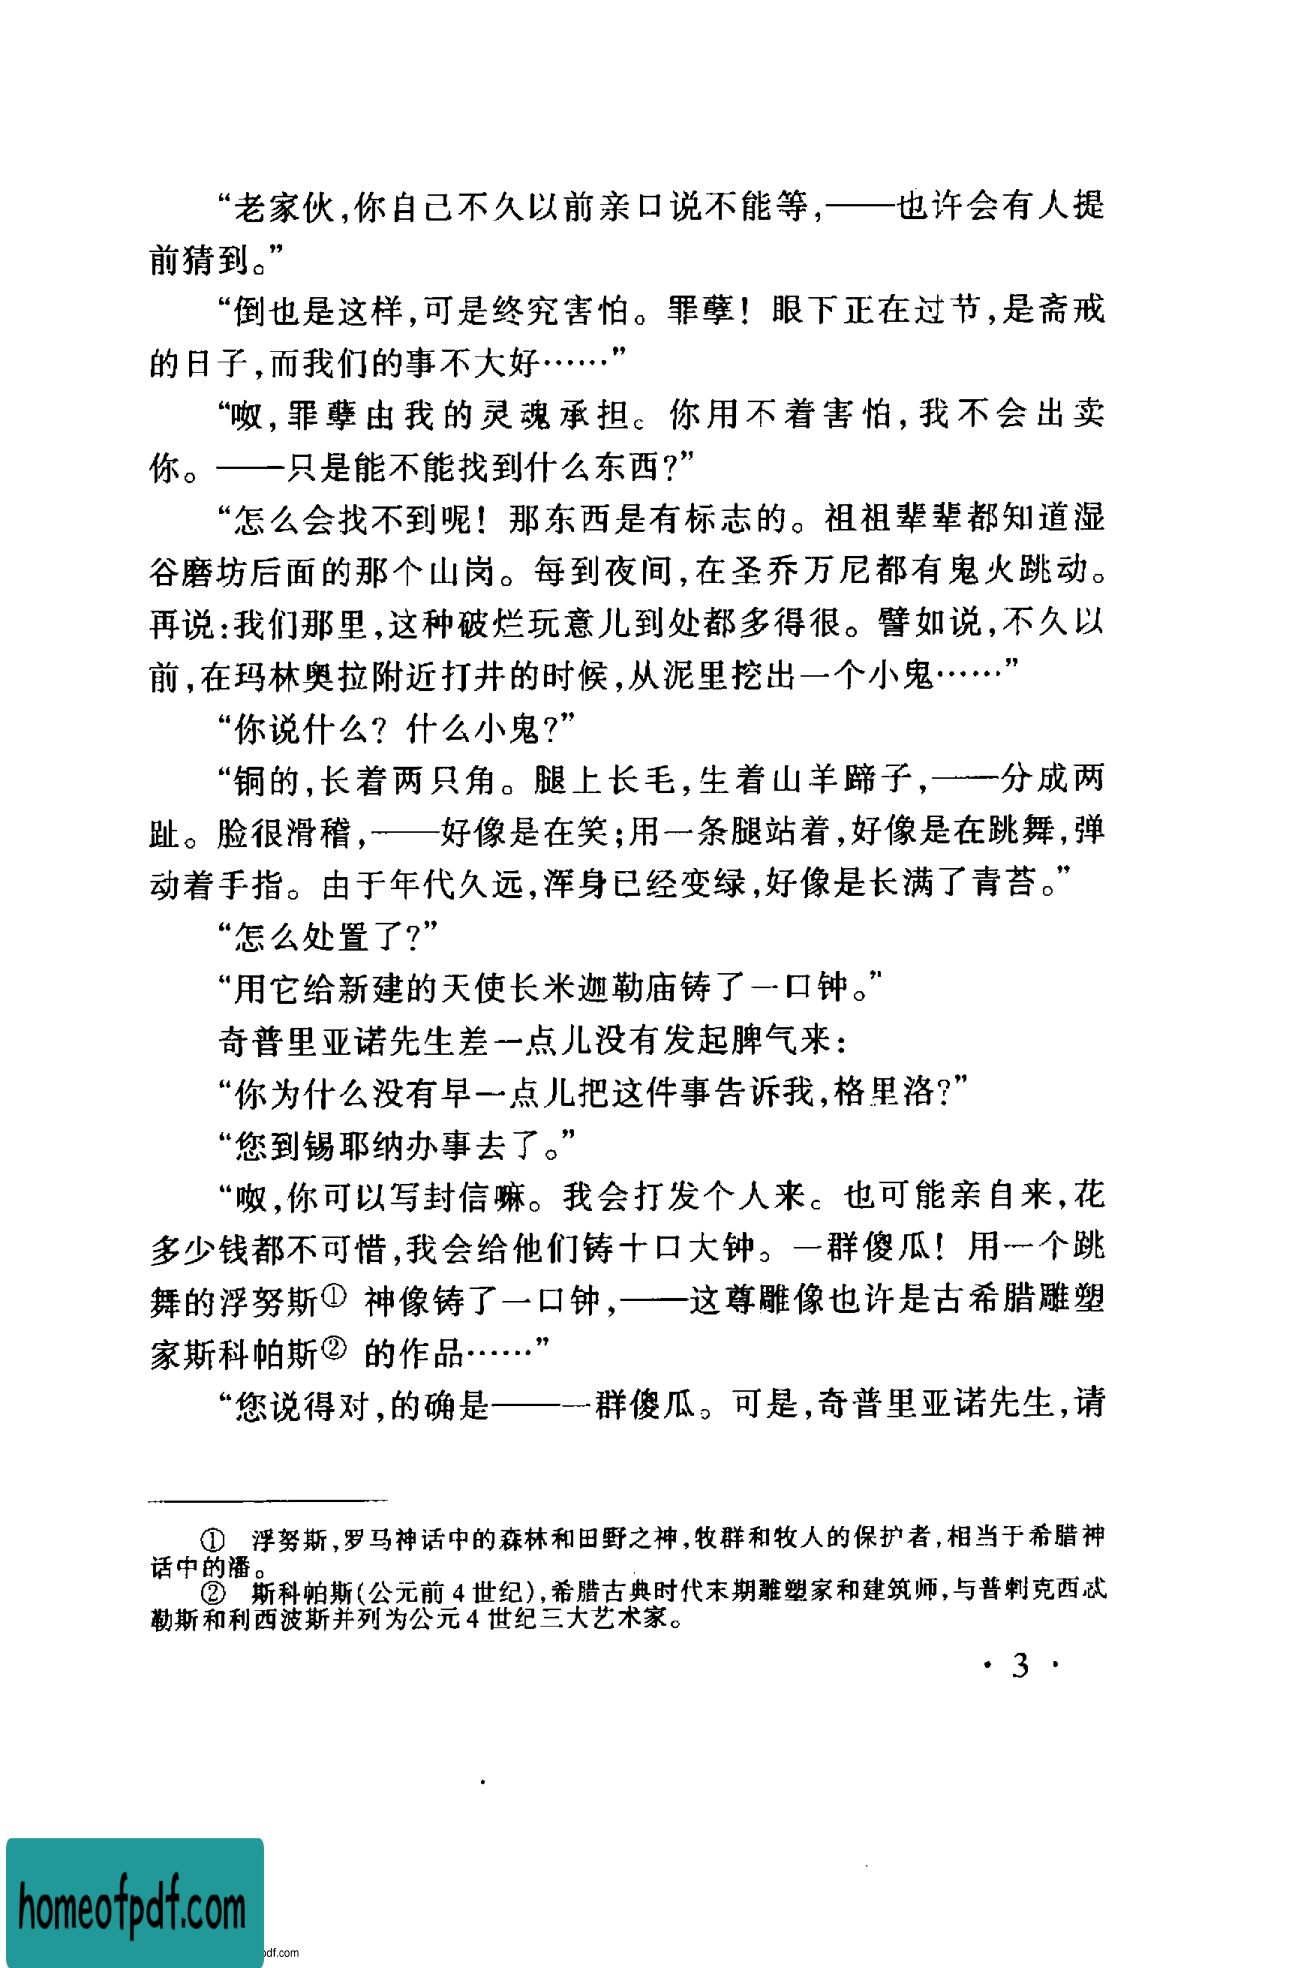 “老家伙,你自己不久以前亲口说不能等,——也许会有人提
前猜到。”
“倒也是这样,可是终究害怕。罪孽！眼下正在过节,是斋戒
的日子,而我们的事不大好……”
“呶,罪孽由我的灵魂承担。你用不着害怕,我不会出卖
你。——只是能不能找到什么东西?”
“怎么会找不到呢！那东西是有标志的。祖祖辈辈都知道湿
谷磨坊后面的那个山岗。每到夜间,在圣乔万尼都有鬼火跳动。
再说:我们那里,这种破烂玩意儿到处都多得很。譬如说,不久以
前,在玛林奥拉附近打井的时候,从泥里挖出一个小鬼……”
“你说什么? 什么小鬼?”
“铜的,长着两只角。腿上长毛,生着山羊蹄子,——分成两
趾。脸很滑稽,——好像是在笑;用一条腿站着,好像是在跳舞,弹
动着手指。由于年代久远,浑身已经变绿,好像是长满了青苔。”
“怎么处置了?”
“用它给新建的天使长米迦勒庙铸了一口钟。”
奇普里亚诺先生差一点儿没有发起脾气来:
“你为什么没有早一点儿把这件事告诉我,格里洛?”
“您到锡耶纳办事去了。”
“呶,你可以写封信嘛。我会打发个人来。也可能亲自来,花
多少钱都不可惜,我会给他们铸十口大钟。一群傻瓜！用一个跳
舞的浮努斯① 神像铸了一口钟,——这尊雕像也许是古希腊雕塑
家斯科帕斯② 的作品……”
“您说得对,的确是——一群傻瓜。可是,奇普里亚诺先生,请
① 浮努斯,罗马神话中的森林和田野之神,牧群和牧人的保护者,相当于希腊神
话中的潘。
② 斯科帕斯(公元前 4 世纪),希腊古典时代末期雕塑家和建筑师,与普剌克西忒
勒斯和利西波斯并列为公元 4 世纪三大艺术家。
· 3 ·
homeofpdf.com
pdf.com